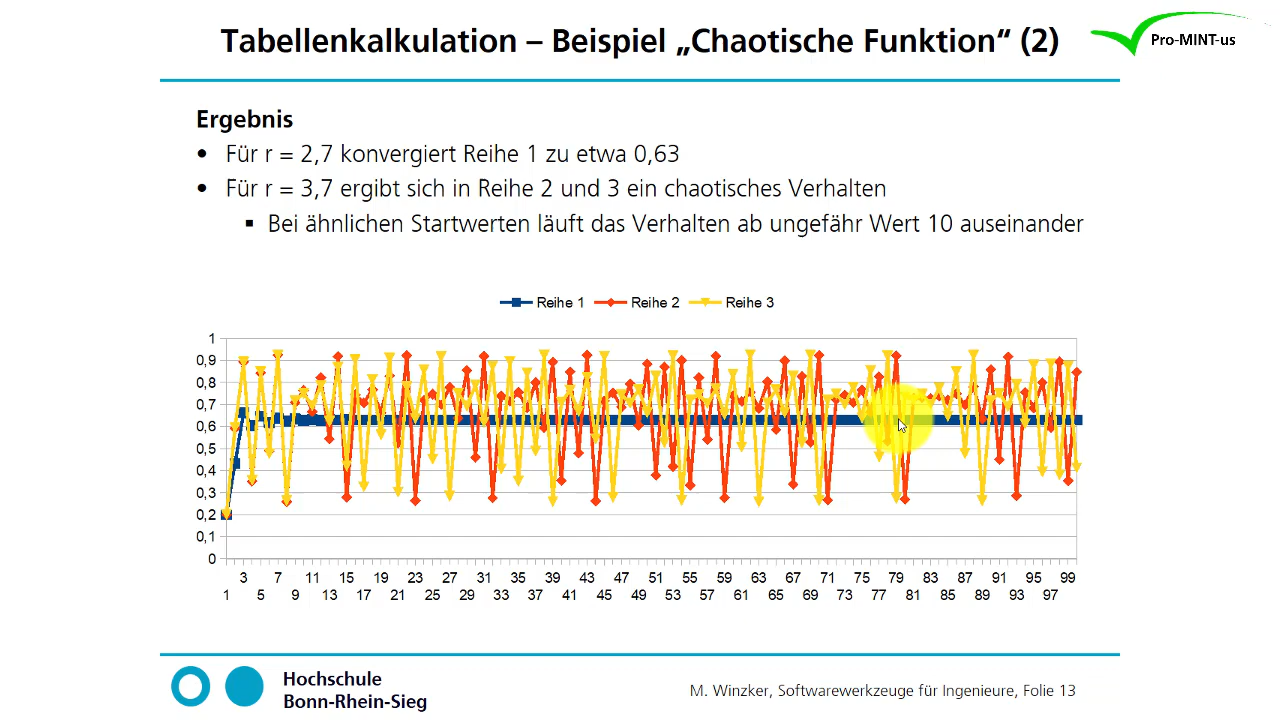 Tabellenkalkulation – Beispiel „Chaotische Funktion“ (2)
Pro-MINT-us
Ergebnis
• Für r = 2,7 konvergiert Reihe 1 zu etwa 0,63
• Für r = 3,7 ergibt sich in Reihe 2 und 3 ein chaotisches Verhalten
▪ Bei ähnlichen Startwerten läuft das Verhalten ab ungefähr Wert 10 auseinander
Reihe 1 Reihe 2 Reihe 3
1
0,9
0,8
0,7
0,6
0,5
0,4
0,3
0,2
0,1
0
3 7 11 15 19 23 27 31 35 39 43 47 51 55 59 63 67 71 75 79 83 87 91 95 99
1 5 9 13 17 21 25 29 33 37 41 45 49 53 57 61 65 69 73 77 81 85 89 93 97
Hochschule
Bonn-Rhein-Sieg
M. Winzker, Softwarewerkzeuge für Ingenieure, Folie 13